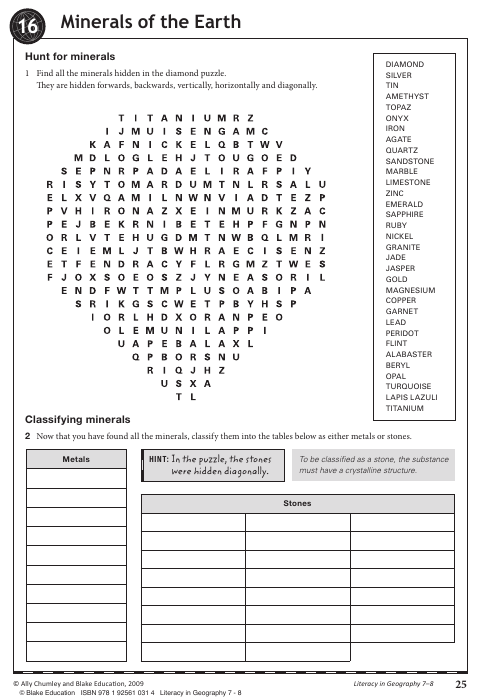 16 Minerals of the Earth
Hunt for minerals
1 Find all the minerals hidden in the diamond puzzle.
They are hidden forwards, backwards, vertically, horizontally and diagonally.
T I T A N I U M R Z
I J M U I S E N G A M C
K A F N I C K E L Q B T W V
M D L O G L E H J T O U G O E D
S E P N R P A D A E L I R A F P I Y
R I S Y T O M A R D U M T N L R S A L U
E L X V Q A M I L N W N V I A D T E Z P
P V H I R O N A Z X E I N M U R K Z A C
P E J B E K R N I B E T E H P F G N P N
O R L V T E H U G D M T N W B Q L M R I
C E I E M L J T B W H R A E C I S E N Z
E T F E N D R A C Y F L R G M Z T W E S
F J O X S O E O S Z J Y N E A S O R I L
E N D F W T T M P L U S O A B I P A
S R I K G S C W E T P B Y H S P
I O R L H D X O R A N P E O
O L E M U N I L A P P I
U A P E B A L A X L
Q P B O R S N U
R I Q J H Z
U S X A
T L
DIAMOND
SILVER
TIN
AMETHYST
TOPAZ
ONYX
IRON
AGATE
QUARTZ
SANDSTONE
MARBLE
LIMESTONE
ZINC
EMERALD
SAPPHIRE
RUBY
NICKEL
GRANITE
JADE
JASPER
GOLD
MAGNESIUM
COPPER
GARNET
LEAD
PERIDOT
FLINT
ALABASTER
BERYL
OPAL
TURQUOISE
LAPIS LAZULI
TITANIUM
Classifying minerals
2 Now that you have found all the minerals, classify them into the tables below as either metals or stones.
Metals
HINT: In the puzzle, the stones
were hidden diagonally.
To be classified as a stone, the substance
must have a crystalline structure.
Stones
© Ally Chumley and Blake Education, 2009
Literacy in Geography 7–8 25
© Blake Education ISBN 978 1 92561 031 4 Literacy in Geography 7 - 8